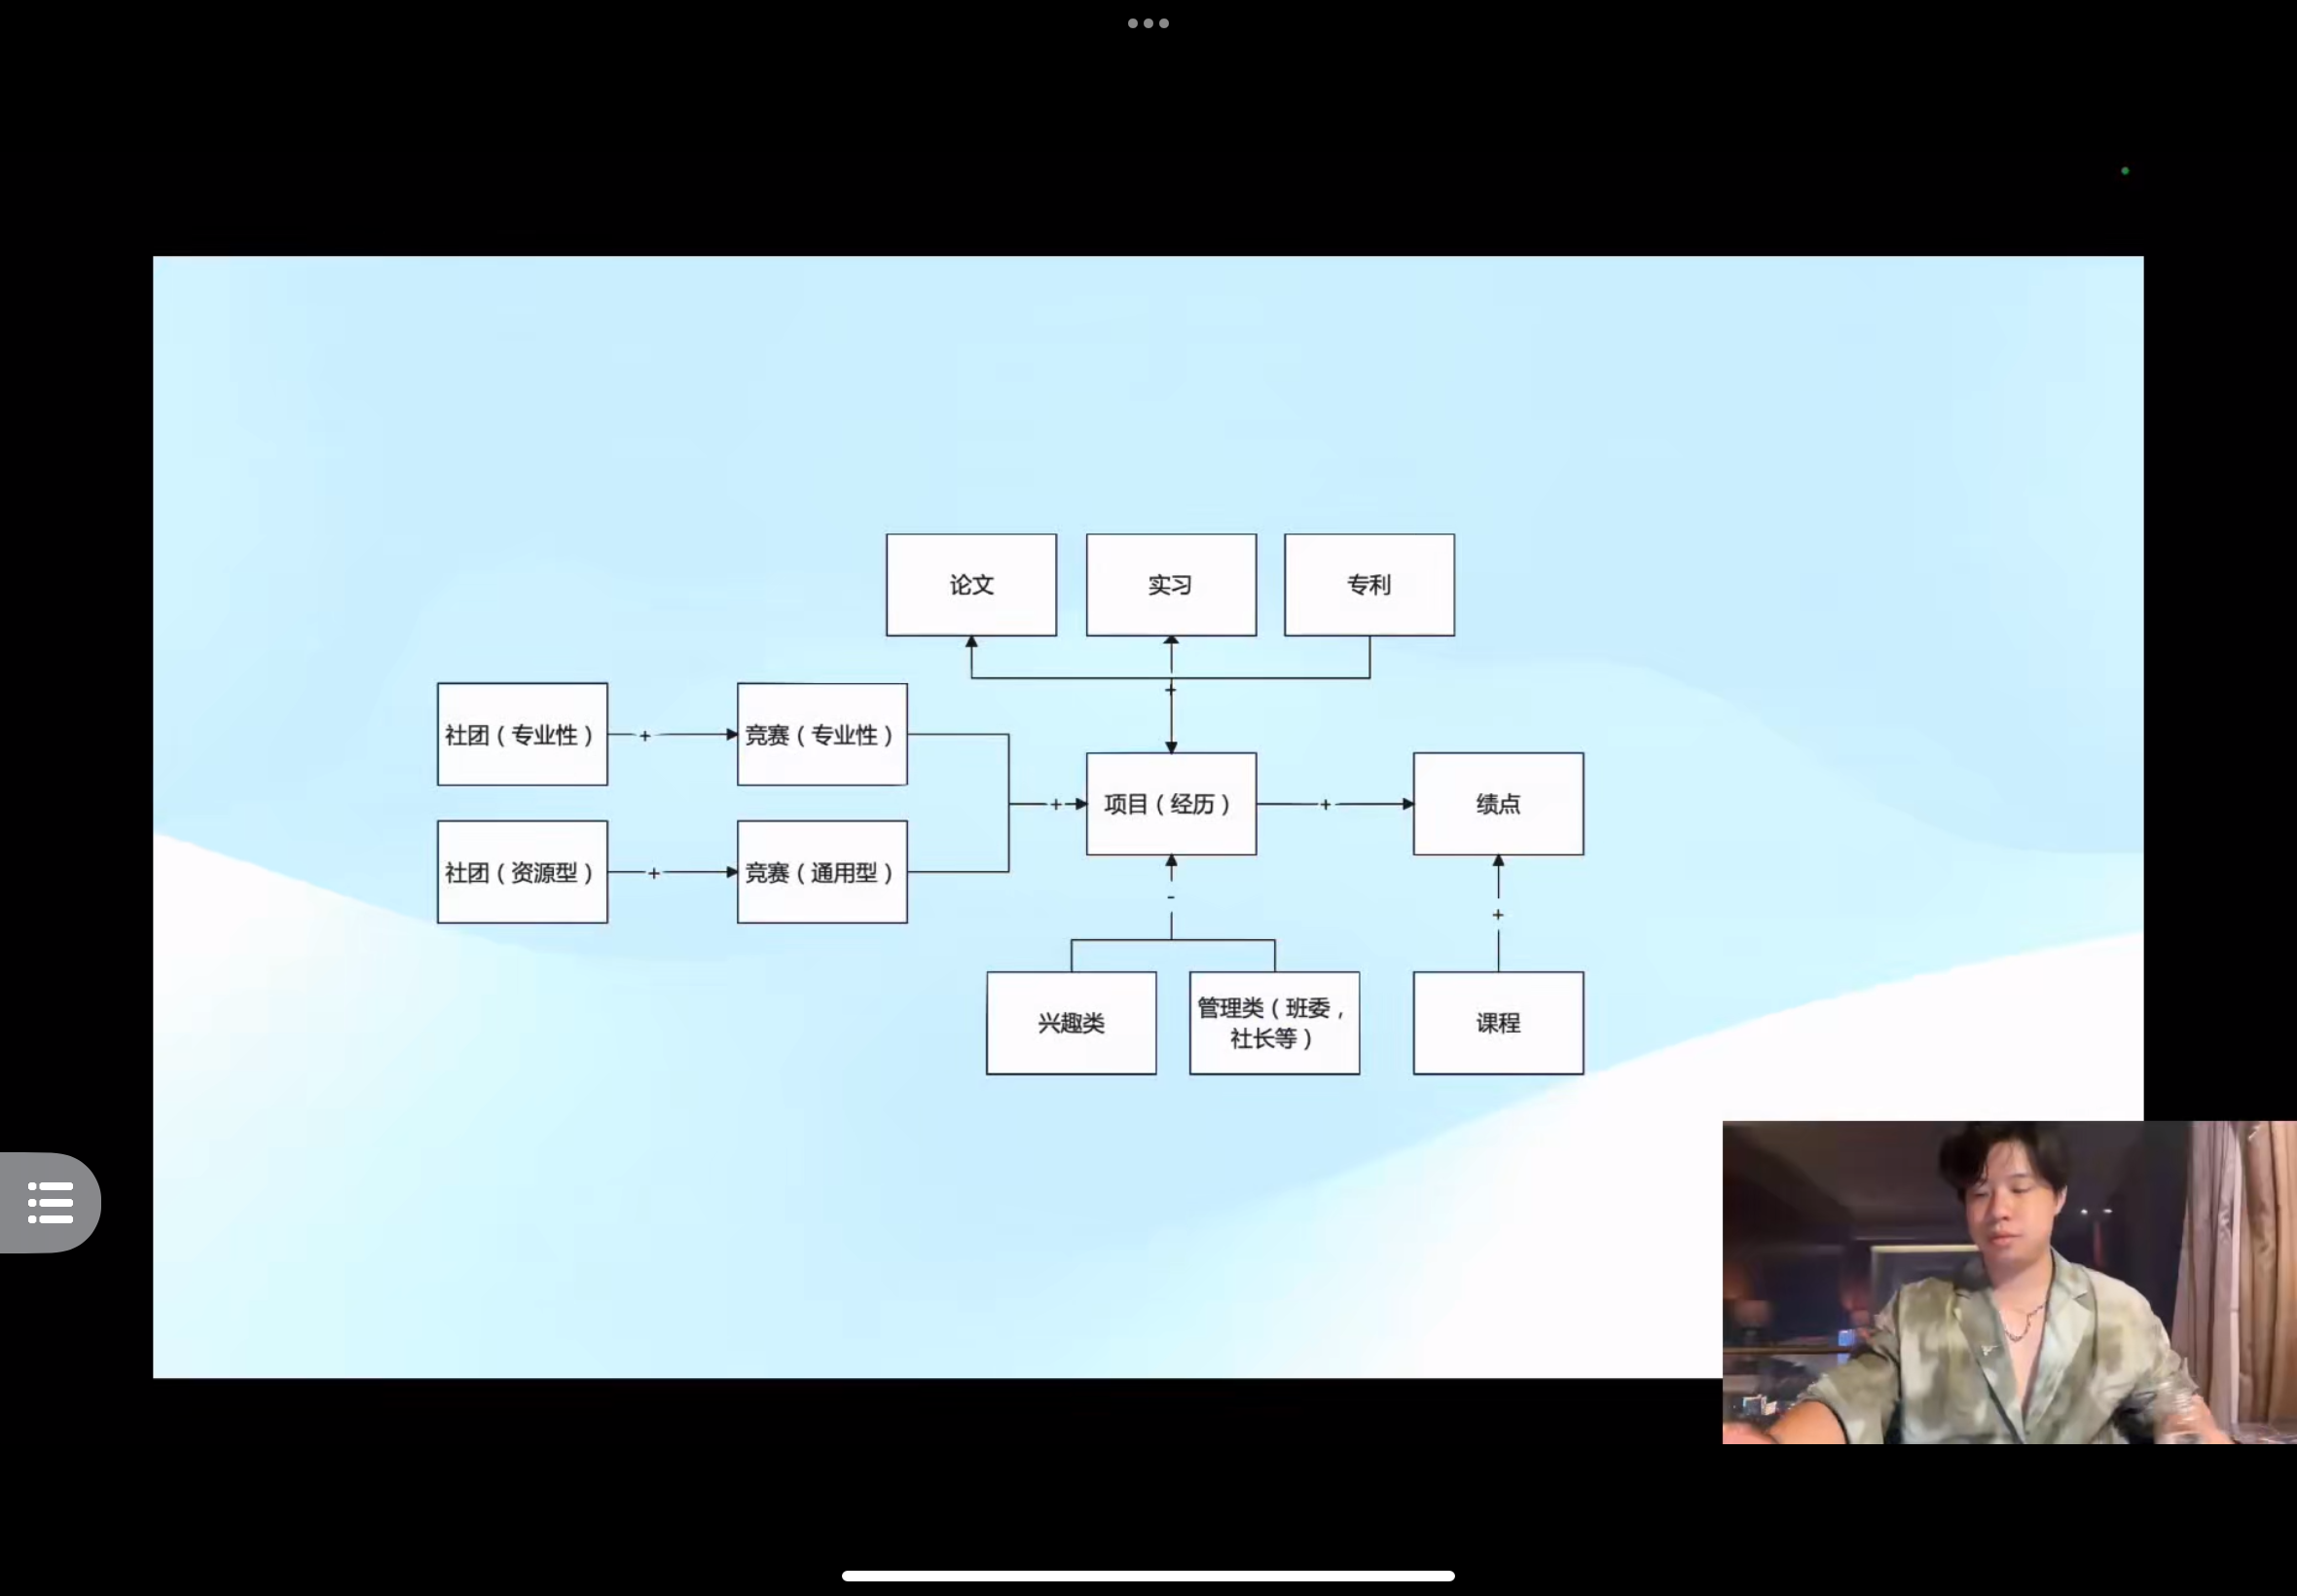 论文
实习
专利
社团（专业性）
+
竞赛（专业性）
+
社团（资源型）
+
竞赛（通用型）
+
项目（经历）
+
绩点
-
+
兴趣类
管理类（班委，
社长等）
课程